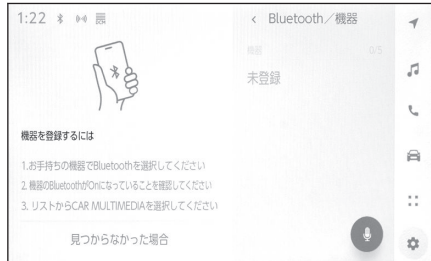 1:22
< Bluetooth/機器
機器 0/5
未登録
機器を登録するには
1.お手持ちの機器でBluetoothを選択してください
2. 機器のBluetoothがOnになっていることを確認してください
3. リストからCAR MULTIMEDIAを選択してください
見つからなかった場合